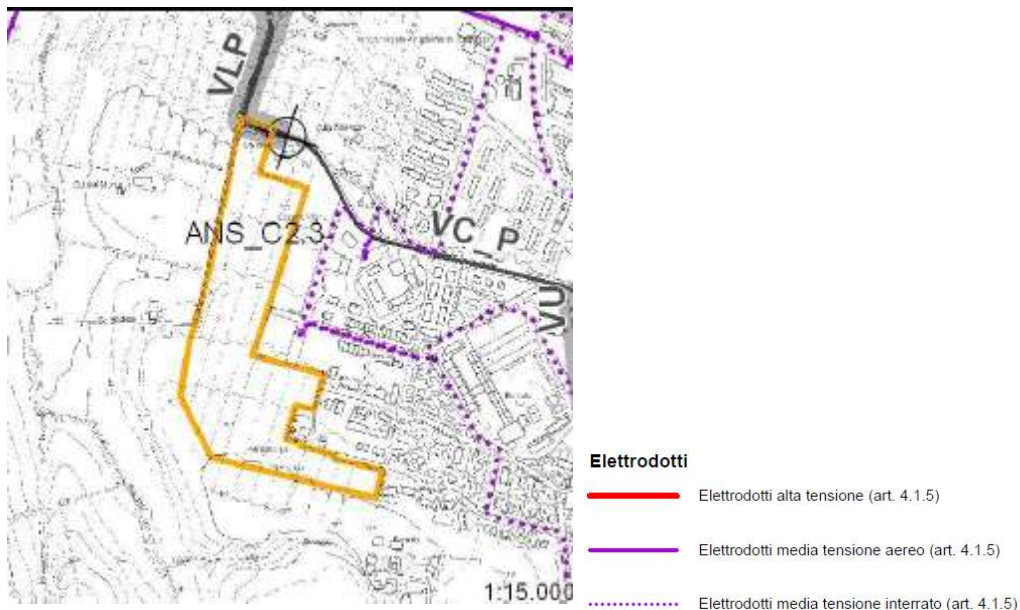 VLP
ANS_C2.3
VC_P
VU
1:15.000
Elettrodotti
Elettrodotti alta tensione (art. 4.1.5)
Elettrodotti media tensione aereo (art. 4.1.5)
Elettrodotti media tensione interrato (art. 4.1.5)